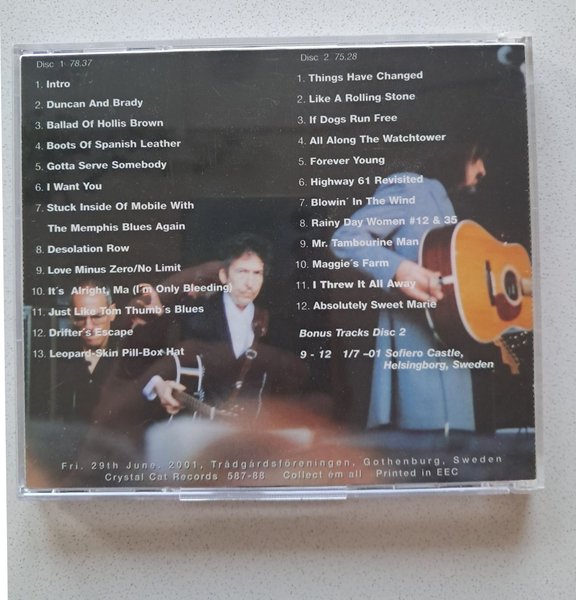 Disc 1 78.37
1. Intro
2. Duncan And Brady
3. Ballad Of Hollis Brown
4. Boots Of Spanish Leather
5. Gotta Serve Somebody
6. I Want You
7. Stuck Inside Of Mobile With
The Memphis Blues Again
8. Desolation Row
9. Love Minus Zero/No Limit
10. It´s Alright, Ma (I´m Only Bleeding)
11. Just Like Tom Thumb´s Blues
12. Drifter´s Escape
13. Leopard-Skin Pill-Box Hat
Disc 2 75.28
1. Things Have Changed
2. Like A Rolling Stone
3. If Dogs Run Free
4. All Along The Watchtower
5. Forever Young
6. Highway 61 Revisited
7. Blowin´ In The Wind
8. Rainy Day Women #12 & 35
9. Mr. Tambourine Man
10. Maggie´s Farm
11. I Threw It All Away
12. Absolutely Sweet Marie
Bonus Tracks Disc 2
9 - 12 1/7 –01 Sofiero Castle,
Helsingborg, Sweden
Fri. 29th June, 2001, Trädgårdsföreningen, Gothenburg, Sweden
Crystal Cat Records 587-88 Collect em all Printed in EEC